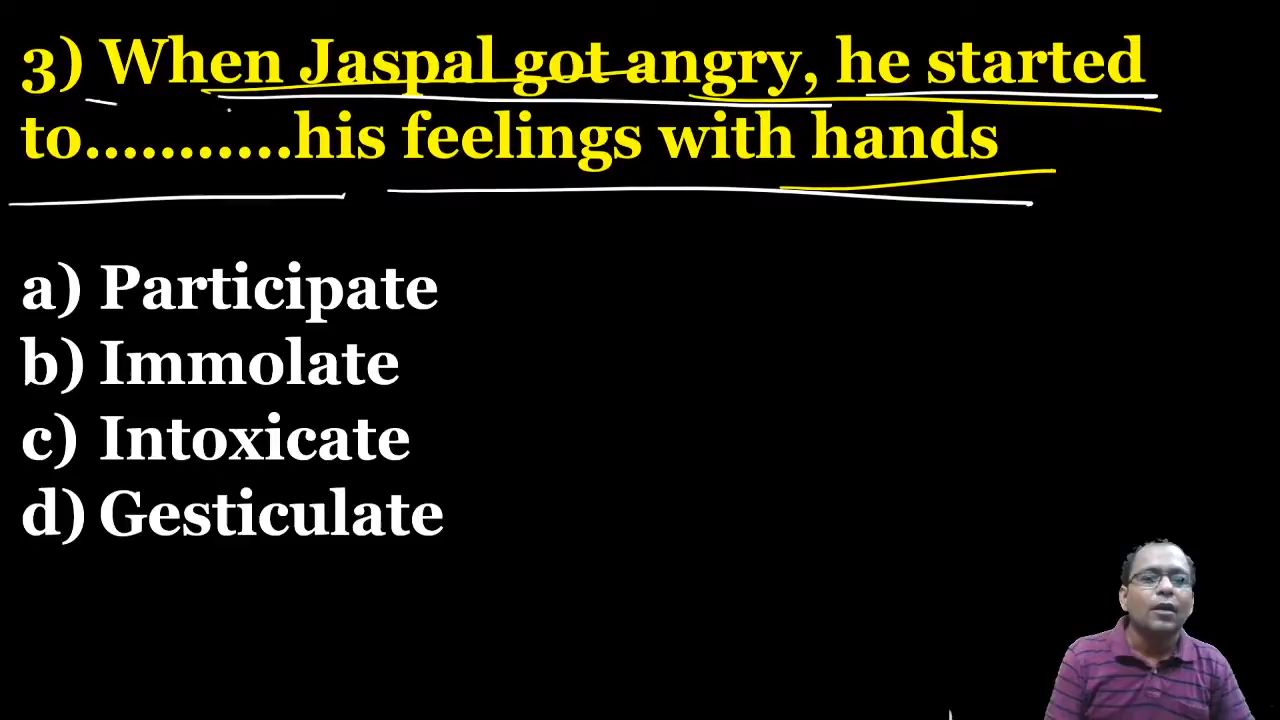 3) When Jaspal got angry, he started
to...........his feelings with hands
a) Participate
b) Immolate
c) Intoxicate
d) Gesticulate